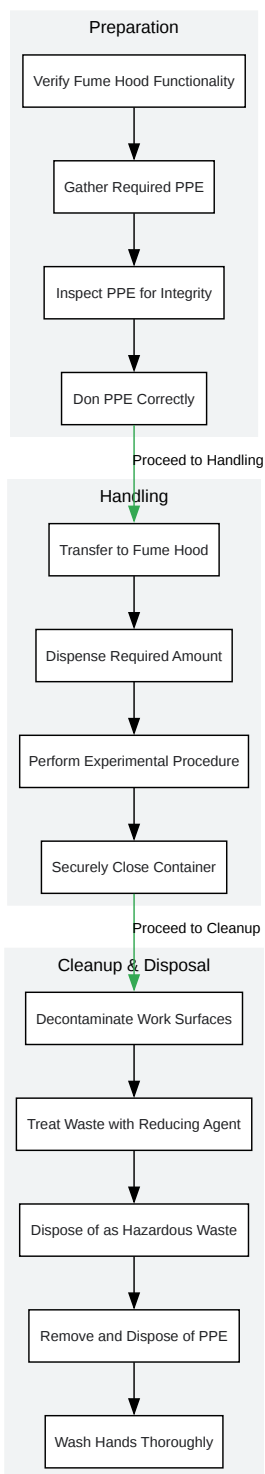 Preparation
Verify Fume Hood Functionality
Gather Required PPE
Inspect PPE for Integrity
Don PPE Correctly
Proceed to Handling
Handling
Transfer to Fume Hood
Dispense Required Amount
Perform Experimental Procedure
Securely Close Container
Proceed to Cleanup
Cleanup & Disposal
Decontaminate Work Surfaces
Treat Waste with Reducing Agent
Dispose of as Hazardous Waste
Remove and Dispose of PPE
Wash Hands Thoroughly